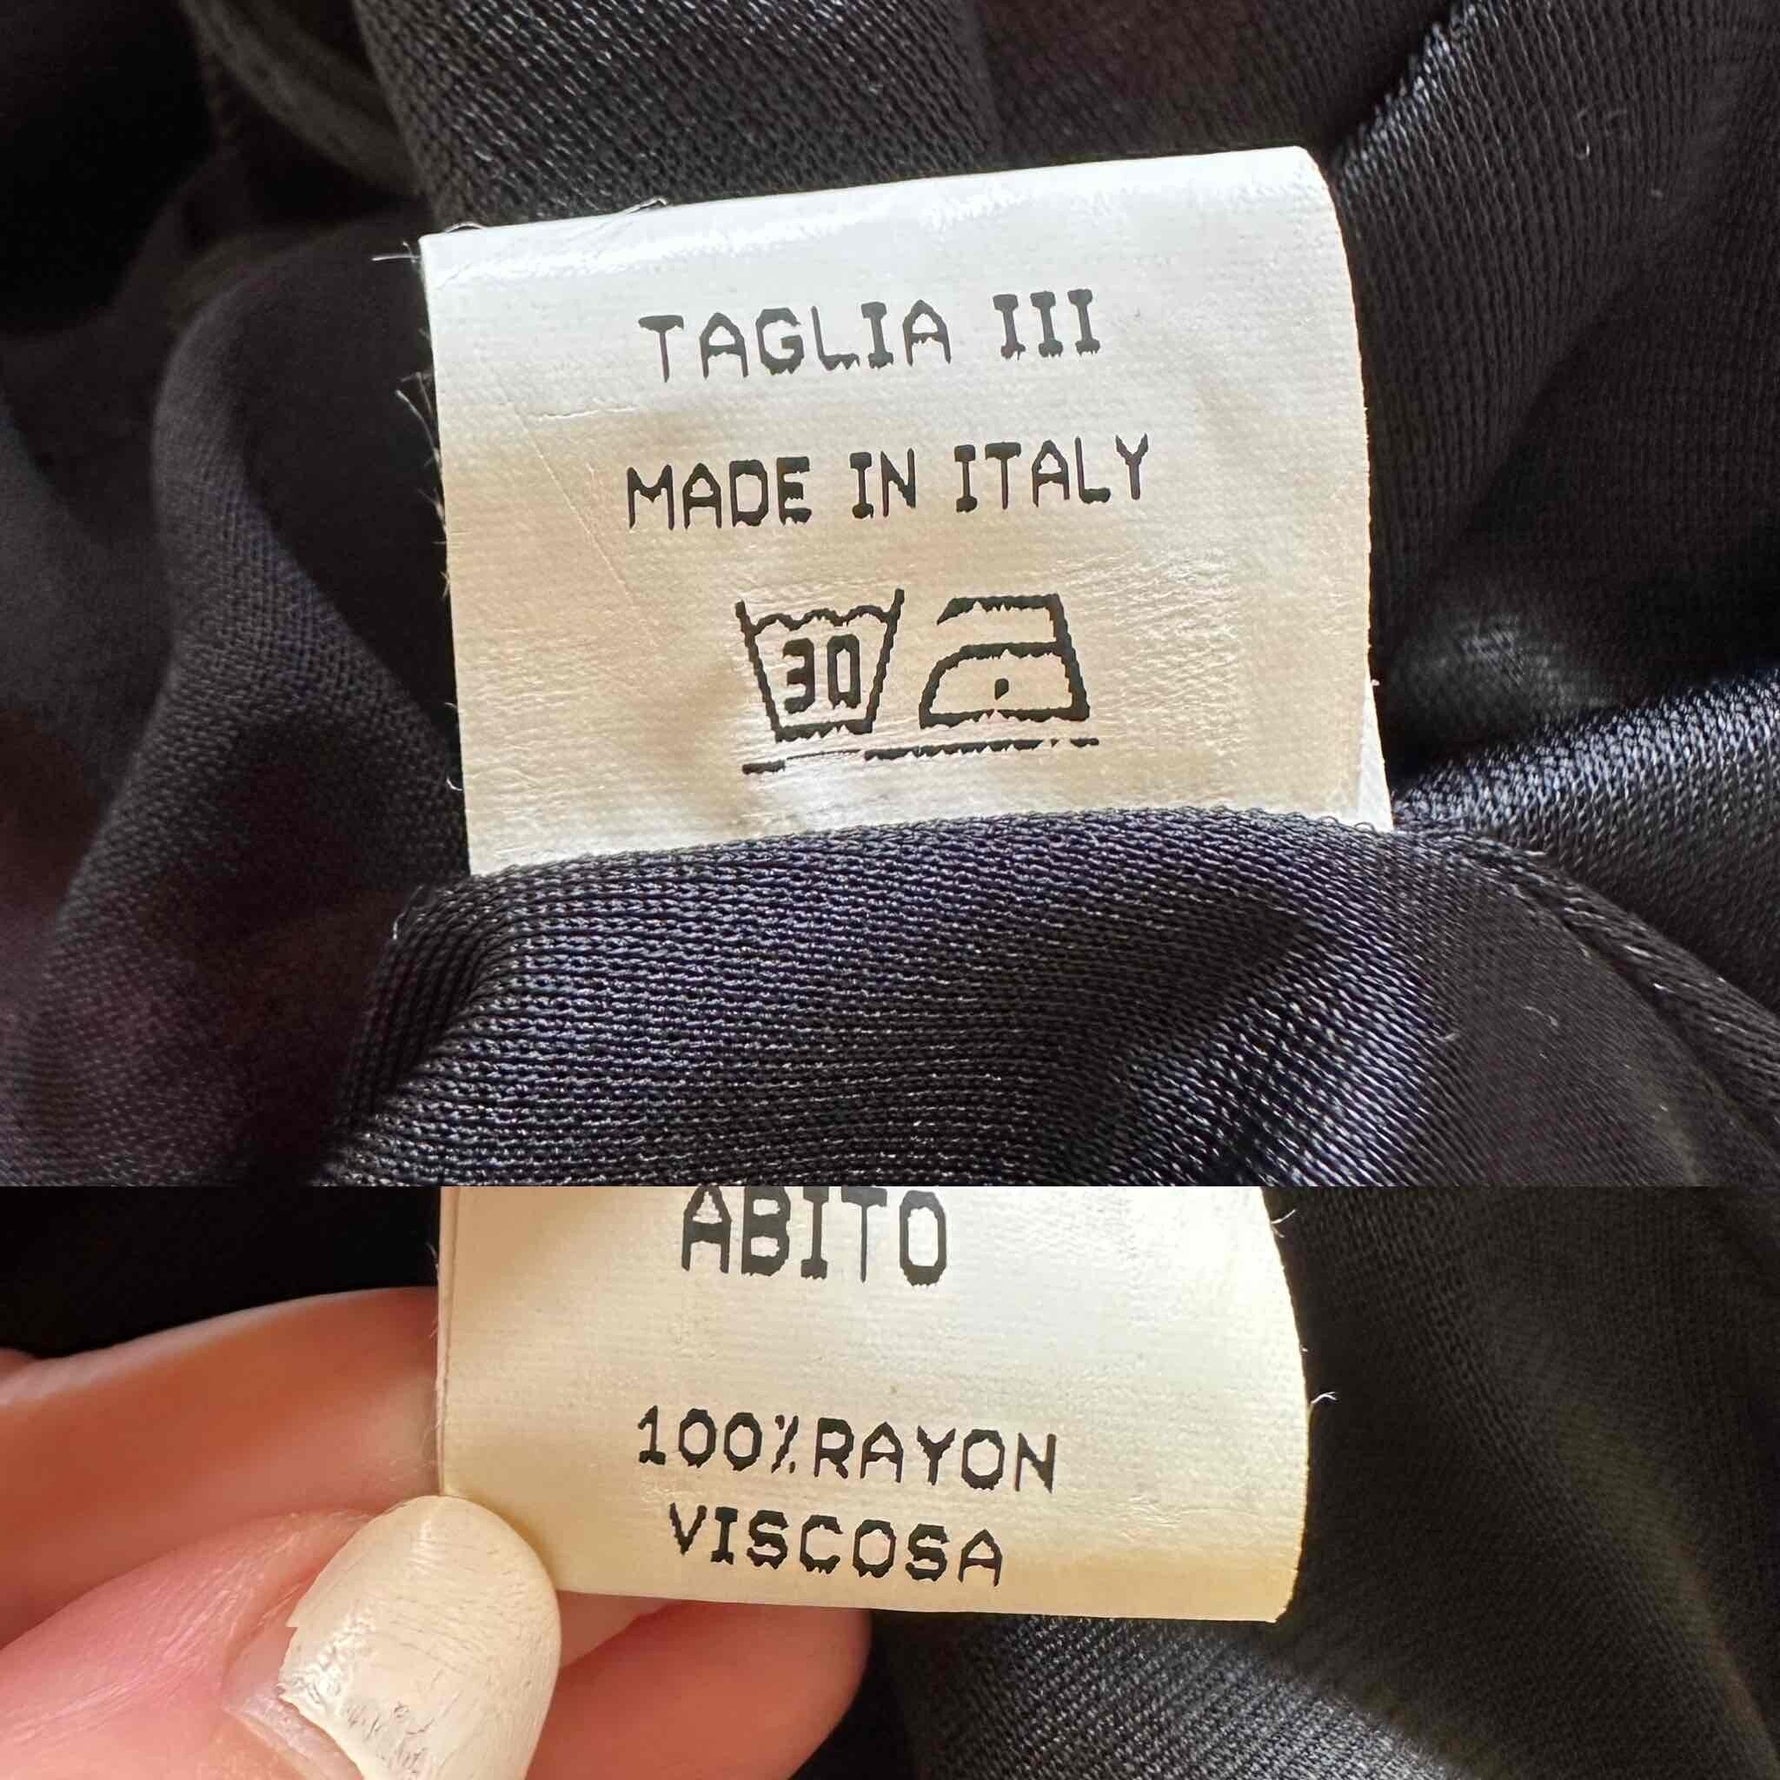 TAGLIA III
MADE IN ITALY
30
ABITO
100%RAYON
VISCOSA